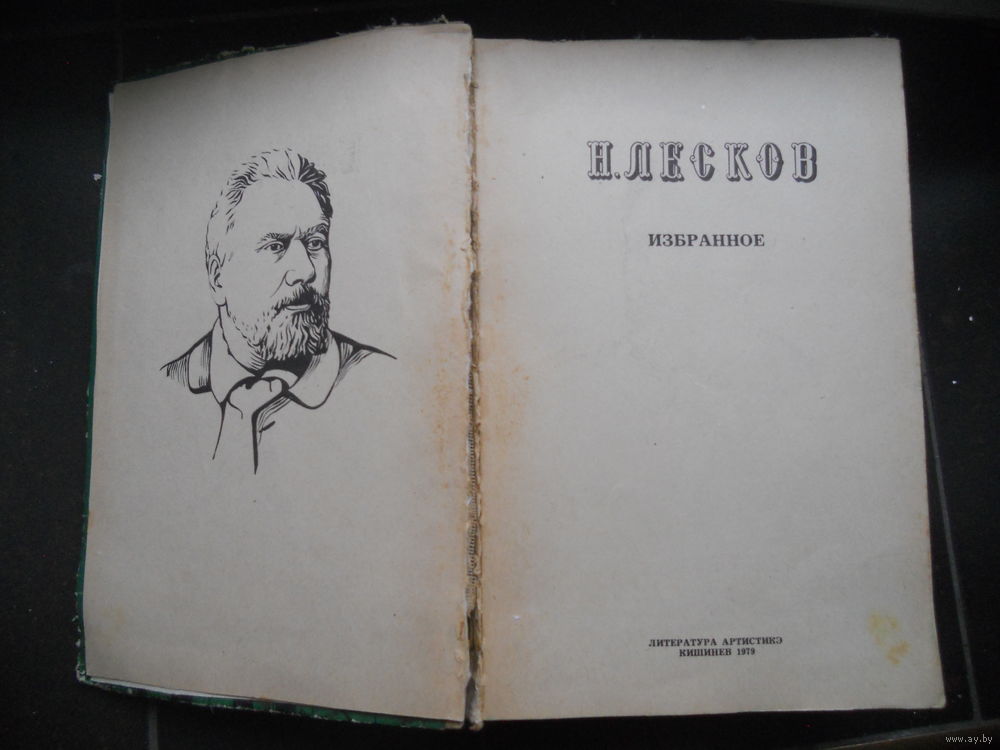 Н.ЛЕСКОВ
ИЗБРАННОЕ
ЛИТЕРАТУРА АРТИСТИКЭ
КИШИНЕВ 1979
www.ay.by